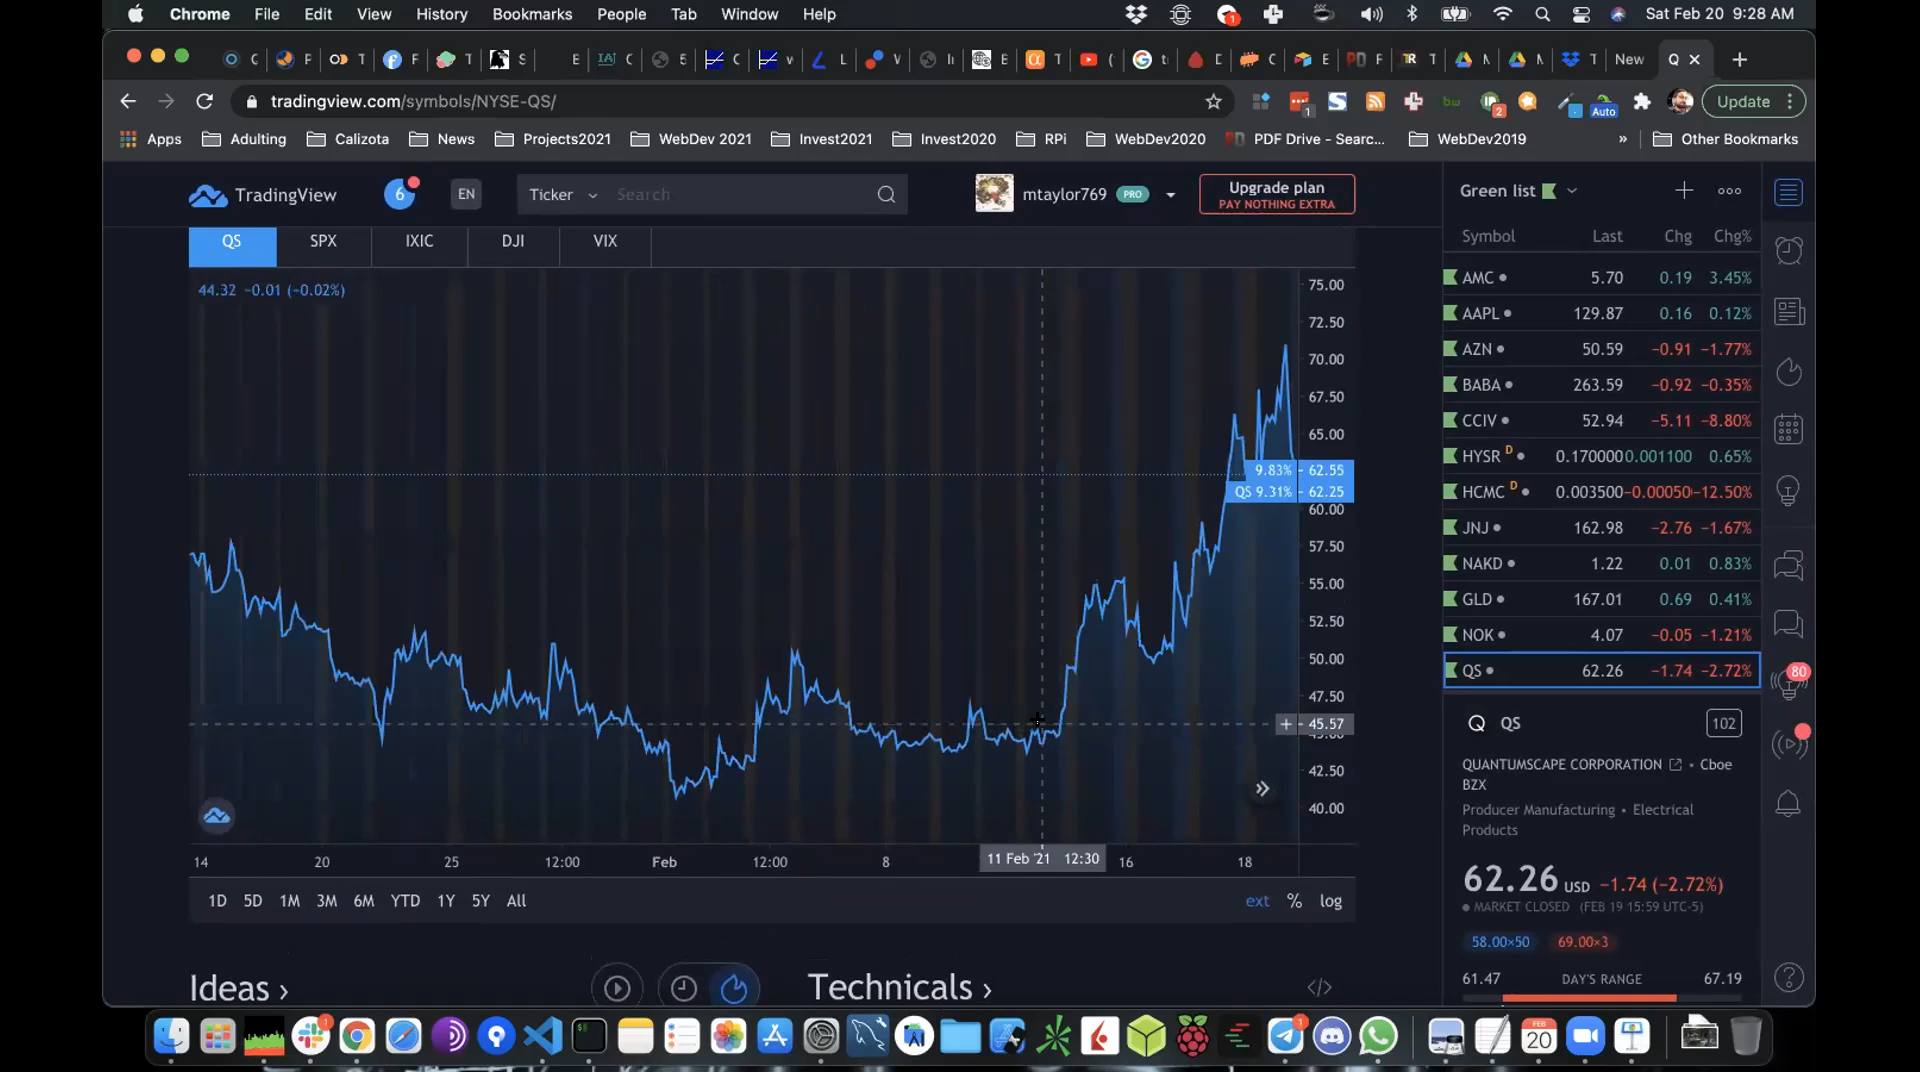 Chrome File Edit View History Bookmarks People Tab Window Help
1
Sat Feb 20 9:28 AM
tradingview.com/symbols/NYSE-QS/
1
2
Auto
Update
Apps Adulting Calizota News Projects2021 WebDev 2021 Invest2021 Invest2020 RPi WebDev2020 PDF Drive - Searc... WebDev2019 » Other Bookmarks
TradingView 6 EN Ticker Search mtaylor769 PRO
Upgrade plan
PAY NOTHING EXTRA
QS SPX IXIC DJI VIX
44.32 −0.01 (−0.02%)
75.00
72.50
70.00
67.50
65.00
9.83% 62.55
QS 9.31% 62.25
60.00
57.50
55.00
52.50
50.00
47.50
+ 45.57
42.50
40.00
14 20 25 12:00 Feb 12:00 8 11 Feb '21 12:30 16 18
1D 5D 1M 3M 6M YTD 1Y 5Y All ext % log
Ideas ›
Technicals ›
Green list
Symbol Last Chg Chg%
AMC 5.70 0.19 3.45%
AAPL 129.87 0.16 0.12%
AZN 50.59 −0.91 −1.77%
BABA 263.59 −0.92 −0.35%
CCIV 52.94 −5.11 −8.80%
HYSR D 0.170000 0.001100 0.65%
HCMC D 0.003500 −0.00050 −12.50%
JNJ 162.98 −2.76 −1.67%
NAKD 1.22 0.01 0.83%
GLD 167.01 0.69 0.41%
NOK 4.07 −0.05 −1.21%
QS 62.26 −1.74 −2.72%
80
Q QS 102
QUANTUMSCAPE CORPORATION • Cboe
BZX
Producer Manufacturing • Electrical
Products
62.26 USD −1.74 (−2.72%)
MARKET CLOSED (FEB 19 15:59 UTC-5)
58.00×50 69.00×3
61.47 DAY'S RANGE 67.19
1
1
FEB
20